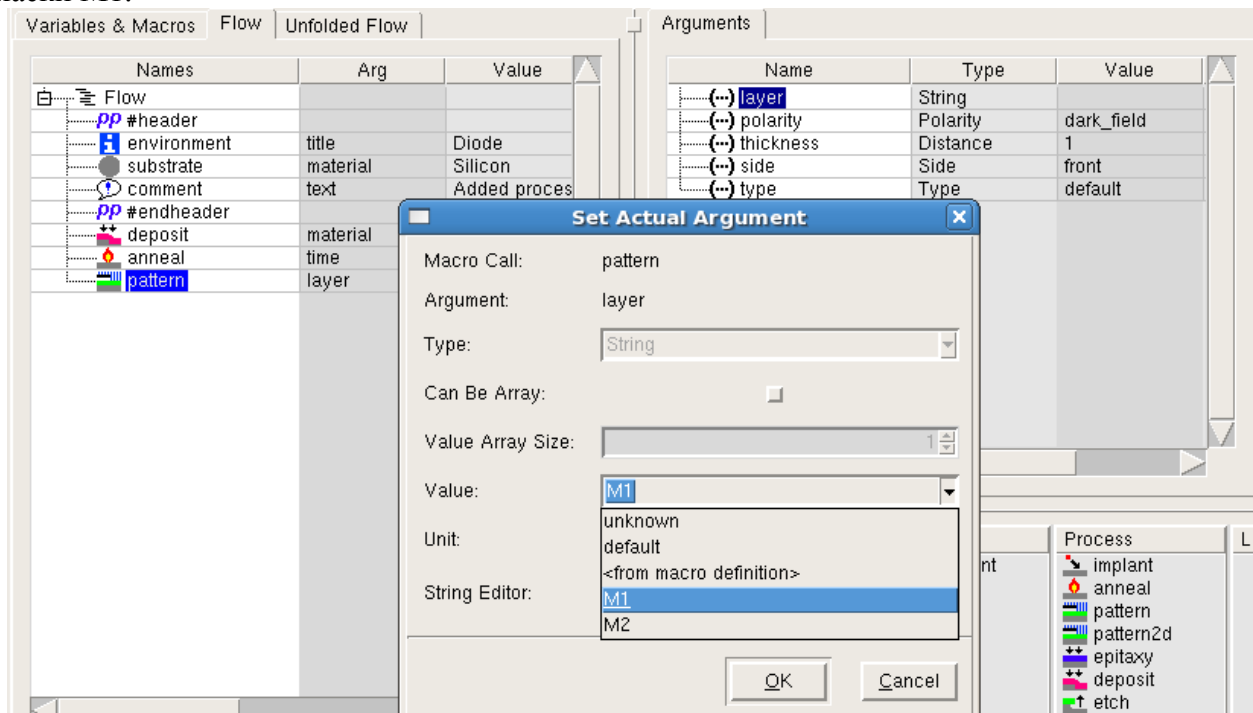 маски M1.
Variables & Macros Flow Unfolded Flow Arguments
Names Arg Value
Flow
#header
environment title Diode
substrate material Silicon
comment text Added proces
#endheader
deposit material
anneal time
pattern layer
Name Type Value
layer String
polarity Polarity dark_field
thickness Distance 1
side Side front
type Type default
Set Actual Argument
Macro Call: pattern
Argument: layer
Type: String
Can Be Array:
Value Array Size: 1
Value: M1
unknown
default
<from macro definition>
M1
M2
Unit:
String Editor:
OK Cancel
nt
Process L
implant
anneal
pattern
pattern2d
epitaxy
deposit
etch